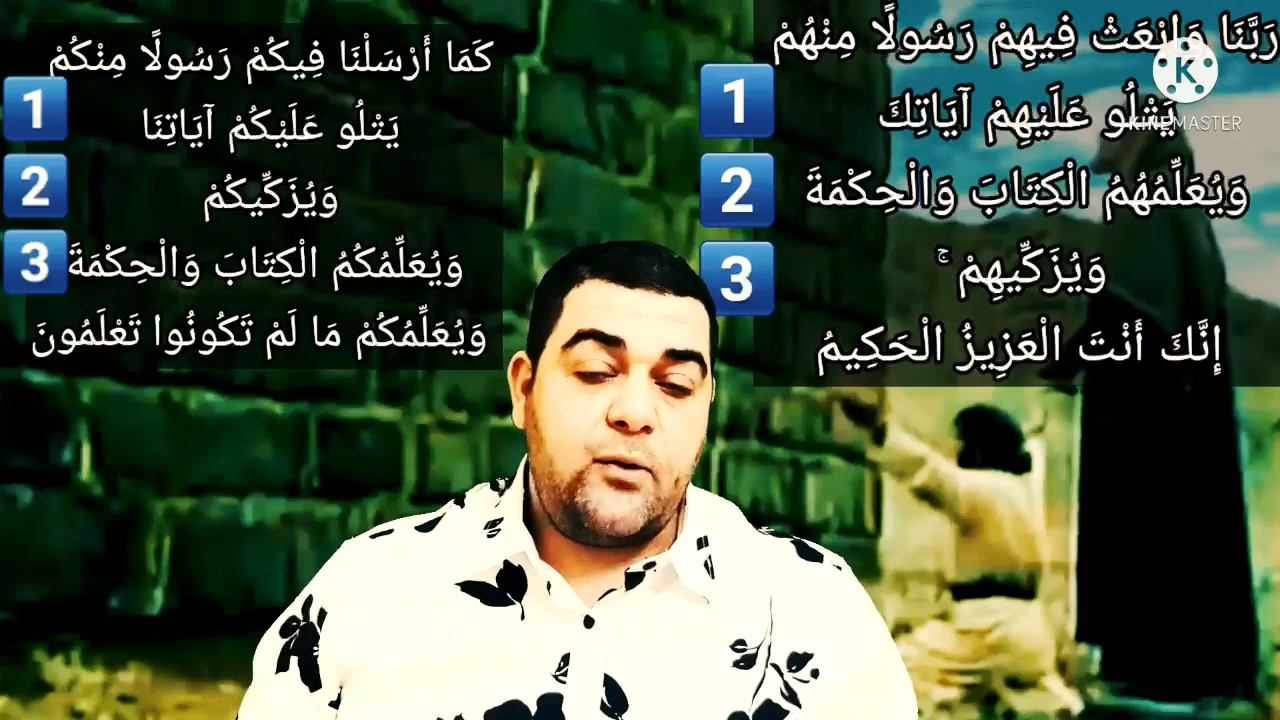 رَبَّنَا وَابْعَثْ فِيهِمْ رَسُولًا مِنْهُمْ
1 يَتْلُو عَلَيْهِمْ آيَاتِكَ
2 وَيُعَلِّمُهُمُ الْكِتَابَ وَالْحِكْمَةَ
3 وَيُزَكِّيهِمْ ۚ
إِنَّكَ أَنْتَ الْعَزِيزُ الْحَكِيمُ
K
KINEMASTER
كَمَا أَرْسَلْنَا فِيكُمْ رَسُولًا مِنْكُمْ
1 يَتْلُو عَلَيْكُمْ آيَاتِنَا
2 وَيُزَكِّيكُمْ
3 وَيُعَلِّمُكُمُ الْكِتَابَ وَالْحِكْمَةَ
وَيُعَلِّمُكُمْ مَا لَمْ تَكُونُوا تَعْلَمُونَ